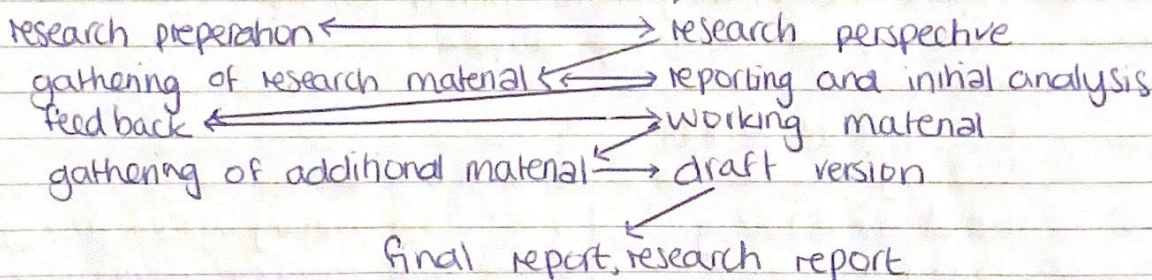 research preperation research perspective
gathering of research material reporting and initial analysis
feedback working material
gathering of additional material draft version
final report, research report